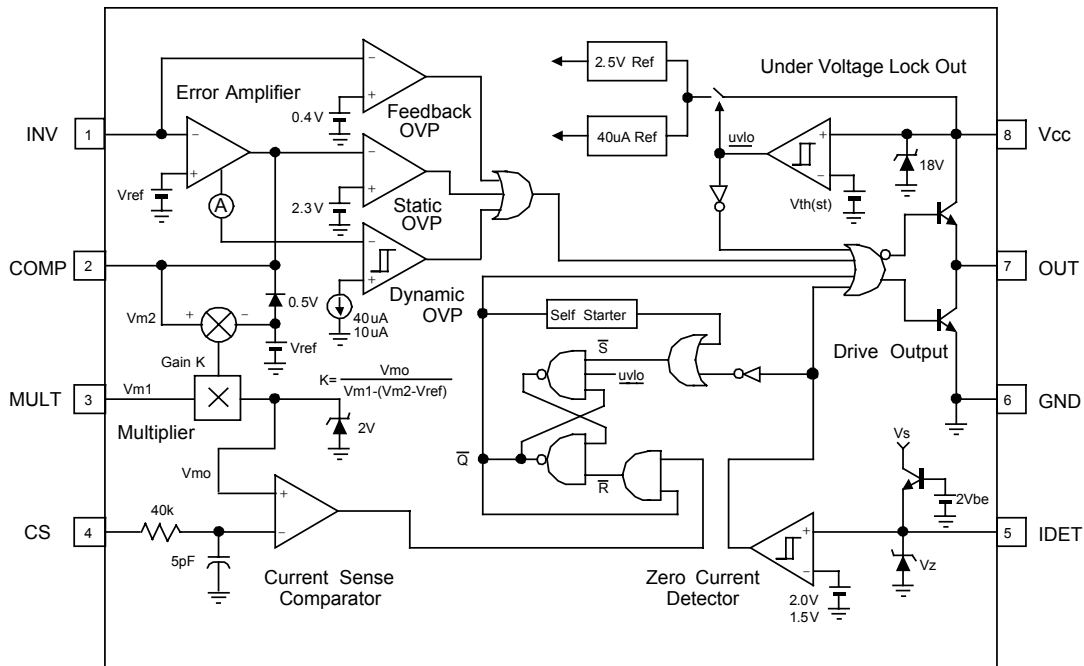 2.5V Ref
Under Voltage Lock Out
Error Amplifier
Feedback
OVP
0.4V
INV
1
−
+
Vref
A
−
+
−
+
2.3V
Static
OVP
40uA Ref
uvlo
+
−
18V
Vth(st)
8
Vcc
COMP
2
−
+
Dynamic
OVP
40uA
10uA
7
OUT
0.5V
Vm2
+
−
Vref
Gain K
Self Starter
S
uvlo
Drive Output
MULT
3
Vm1
×
Multiplier
K=
Vmo
Vm1-(Vm2-Vref)
2V
6
GND
Vmo
Q
R
Vs
2Vbe
CS
4
40k
5pF
+
−
Current Sense
Comparator
Zero Current
Detector
+
−
2.0V
1.5V
Vz
5
IDET